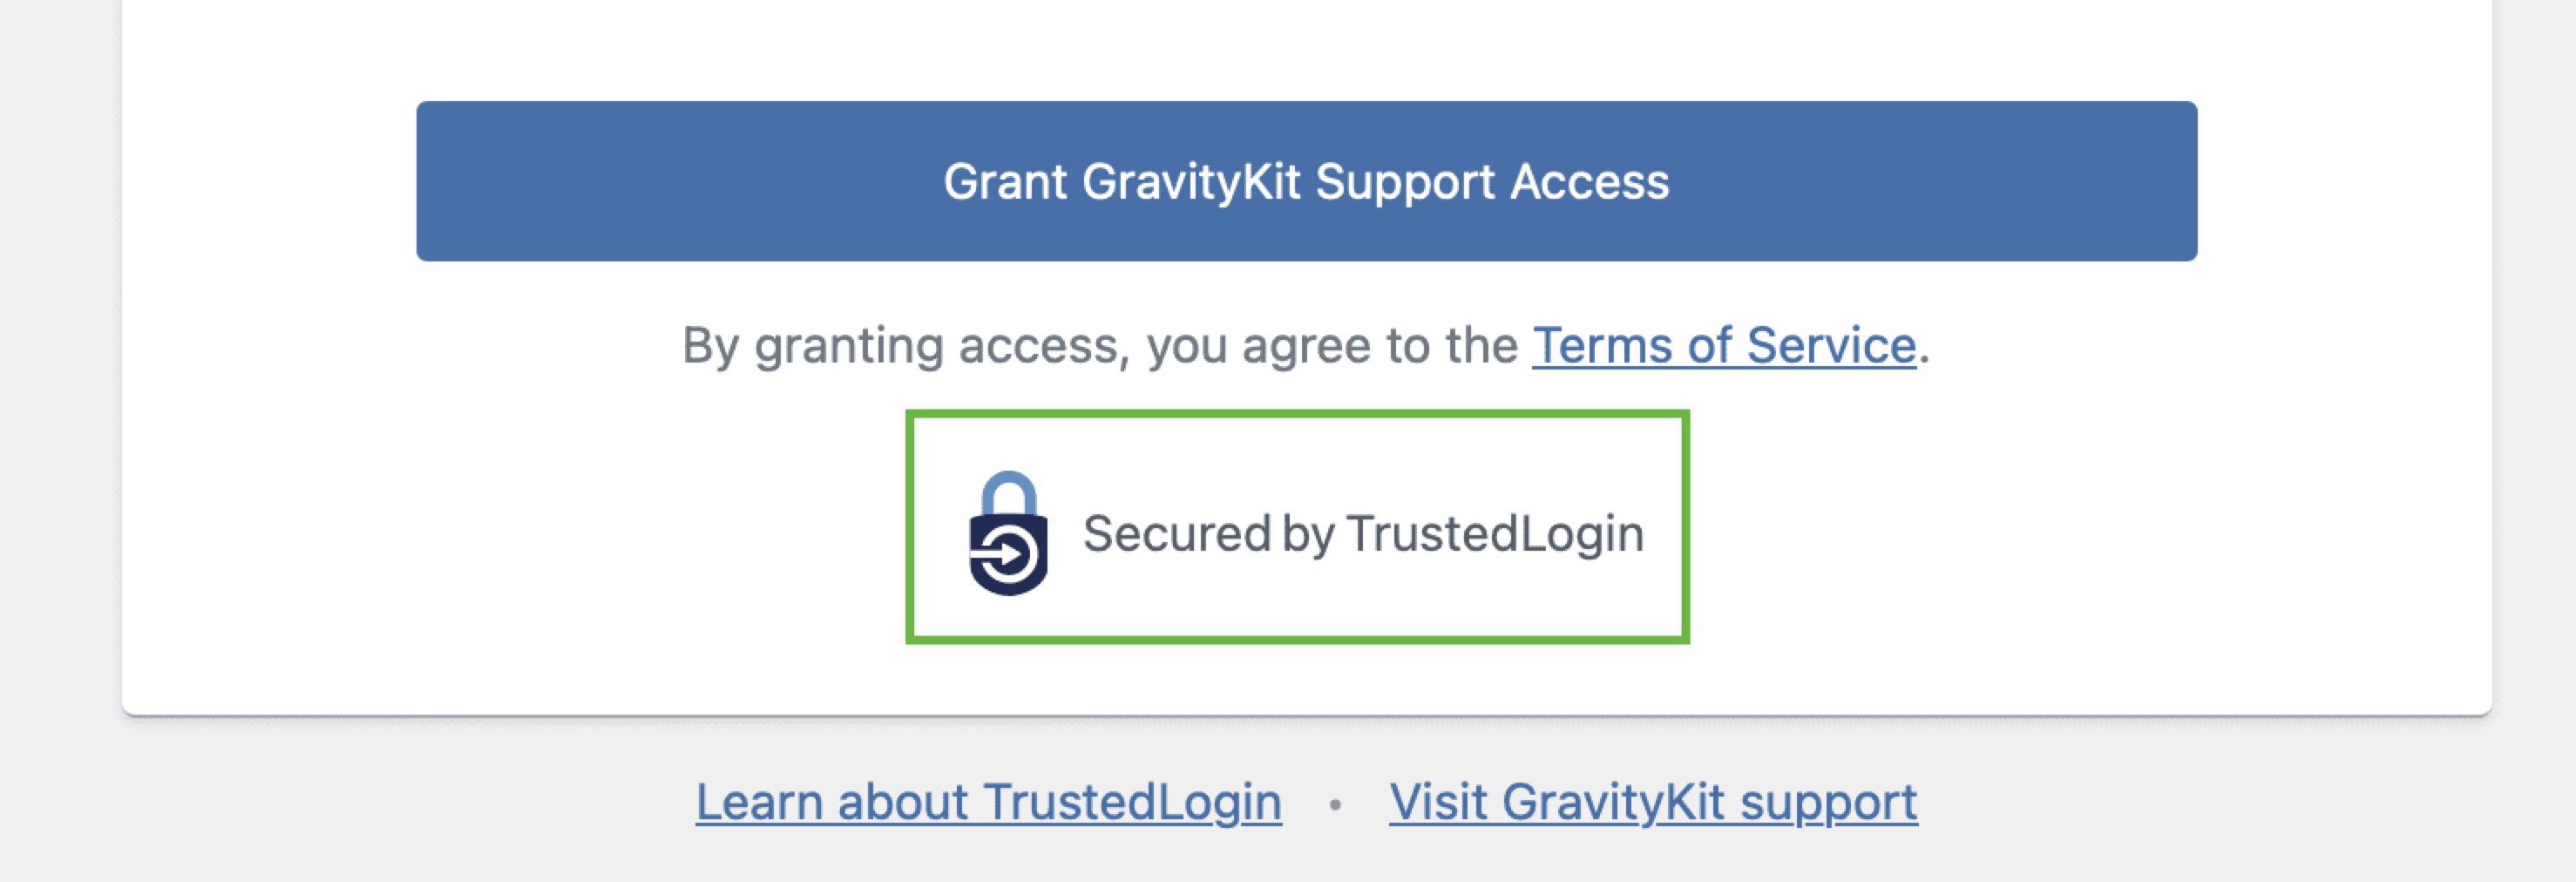 Grant GravityKit Support Access
By granting access, you agree to the Terms of Service.
Secured by TrustedLogin
Learn about TrustedLogin • Visit GravityKit support